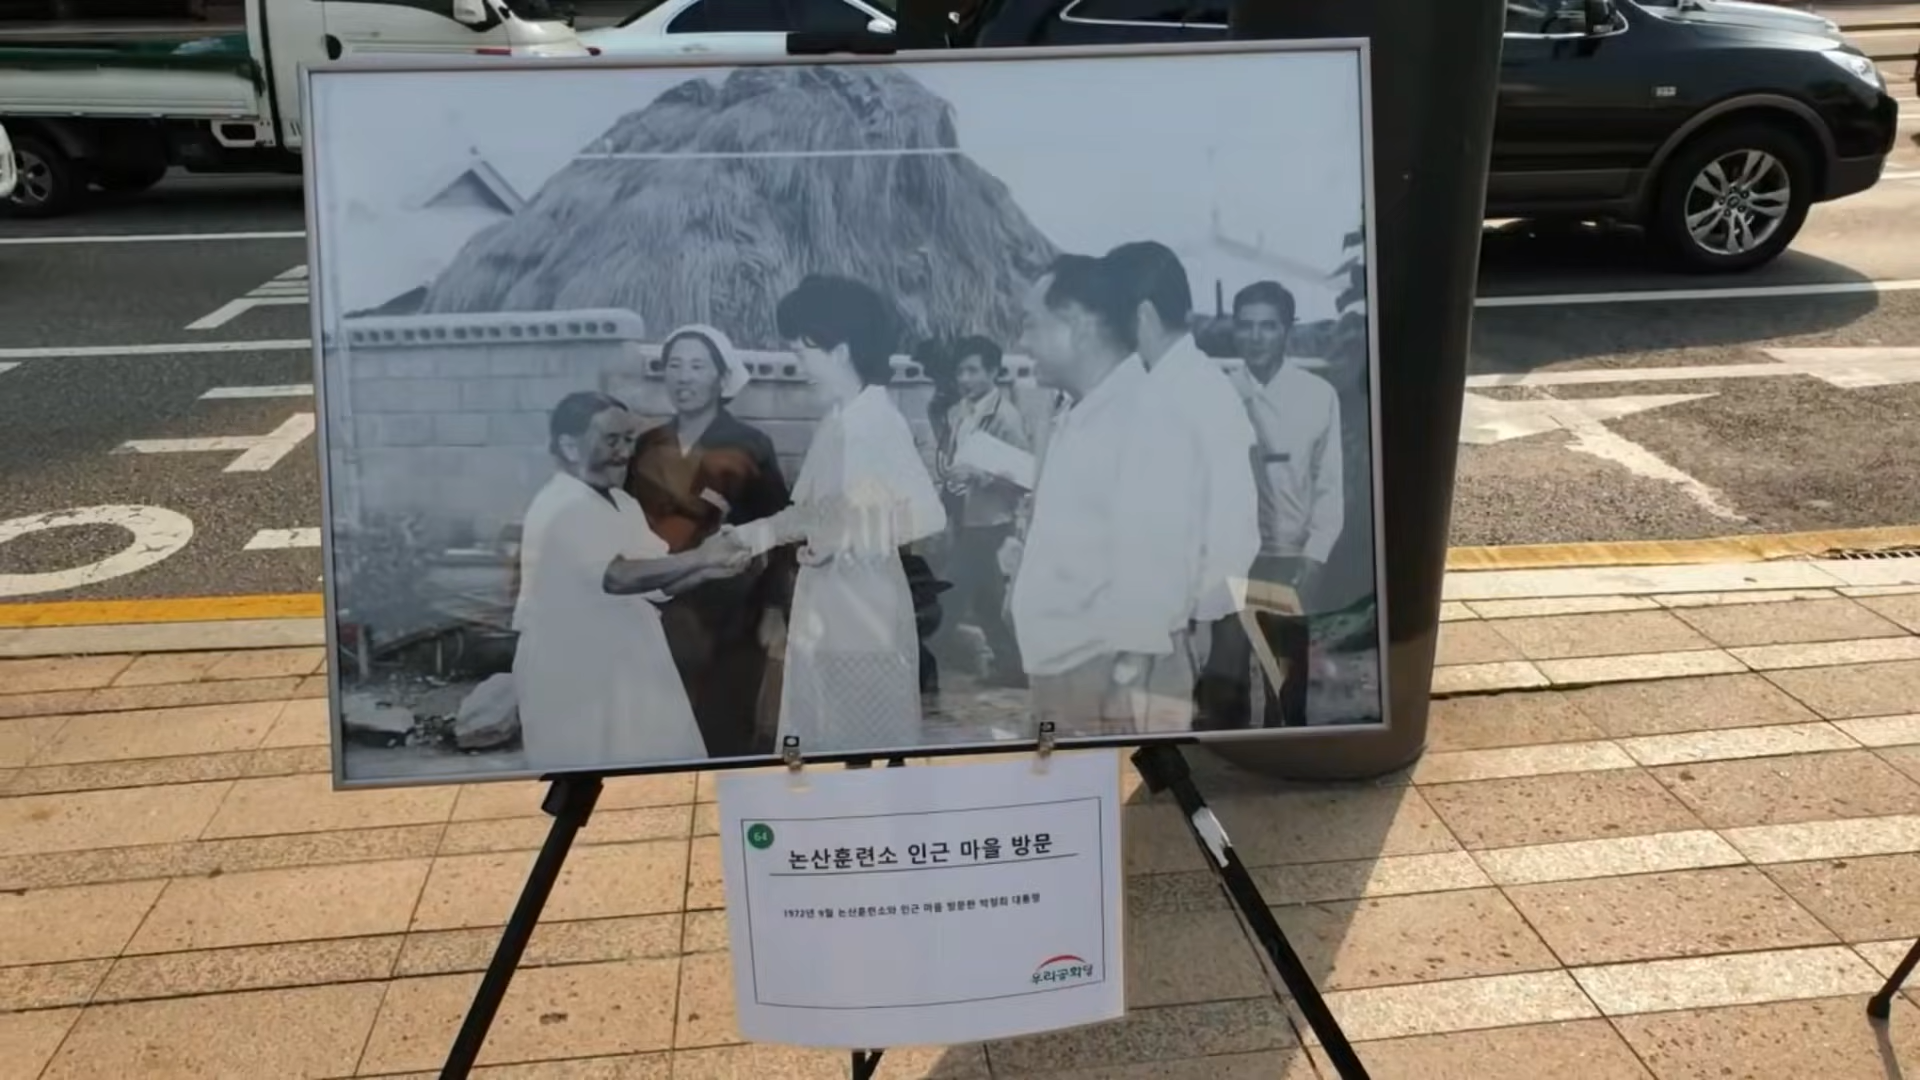 64
논산훈련소 인근 마을 방문
1972년 9월 논산훈련소와 인근 마을 방문한 박정희 대통령
우리공화당